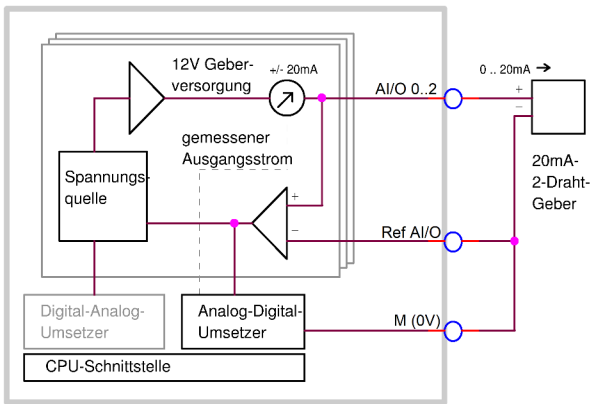 12V Geber-
versorgung
+/- 20mA
AI/O 0..2
0 .. 20mA
+
−
gemessener
Ausgangsstrom
20mA-
2-Draht-
Geber
Spannungs-
quelle
+
−
Ref AI/O
Digital-Analog-
Umsetzer
Analog-Digital-
Umsetzer
M (0V)
CPU-Schnittstelle